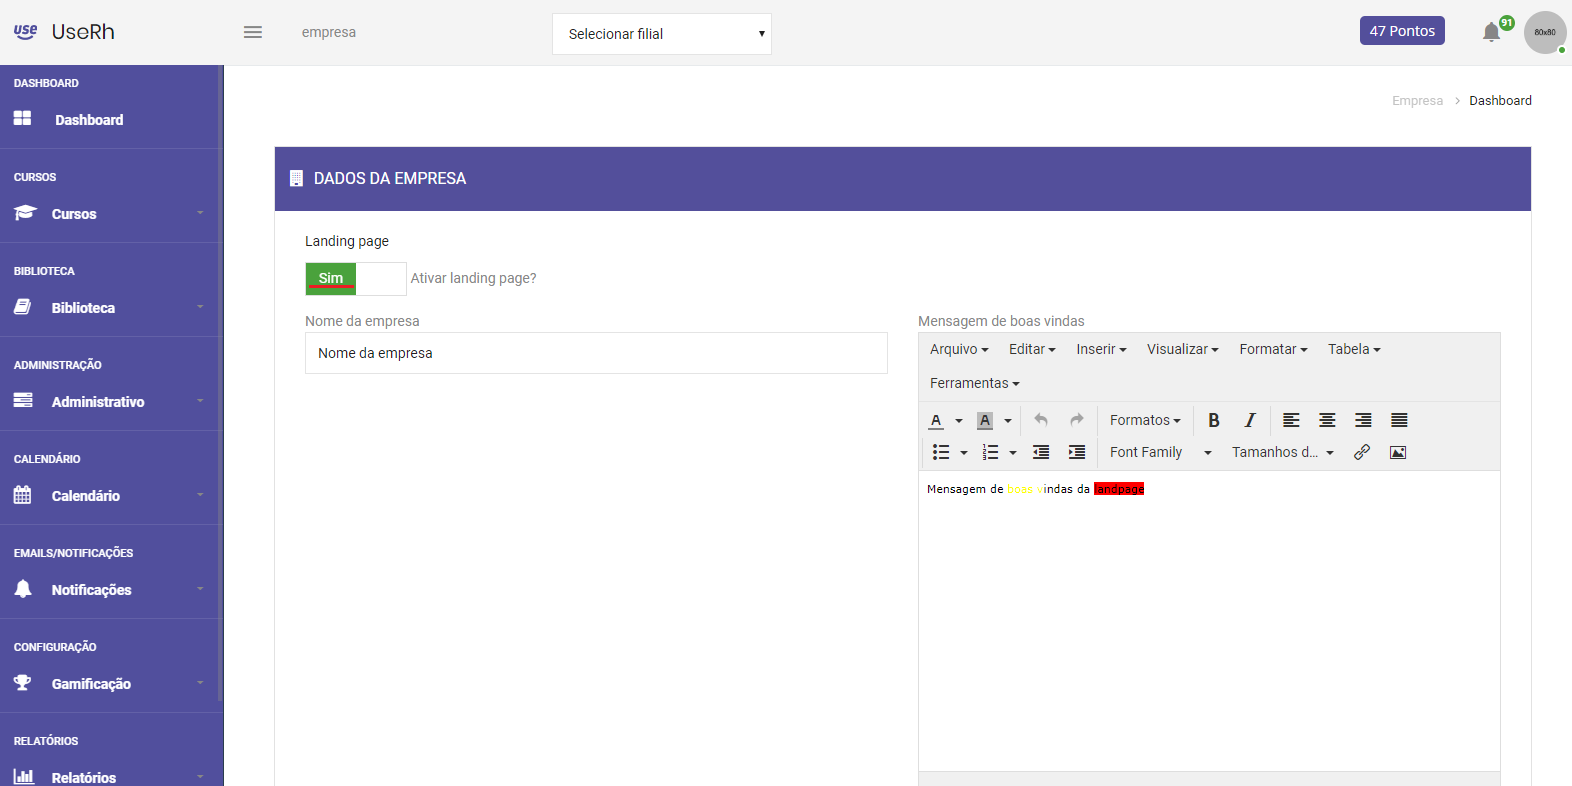 use UseRh
empresa
Selecionar filial
47 Pontos
91
80x80
DASHBOARD
Dashboard
CURSOS
Cursos
BIBLIOTECA
Biblioteca
ADMINISTRAÇÃO
Administrativo
CALENDÁRIO
Calendário
EMAILS/NOTIFICAÇÕES
Notificações
CONFIGURAÇÃO
Gamificação
RELATÓRIOS
Relatórios
Empresa > Dashboard
DADOS DA EMPRESA
Landing page
Sim Ativar landing page?
Nome da empresa
Nome da empresa
Mensagem de boas vindas
Arquivo Editar Inserir Visualizar Formatar Tabela
Ferramentas
A A Formatos B I
Font Family Tamanhos d...
Mensagem de boas vindas da landpage